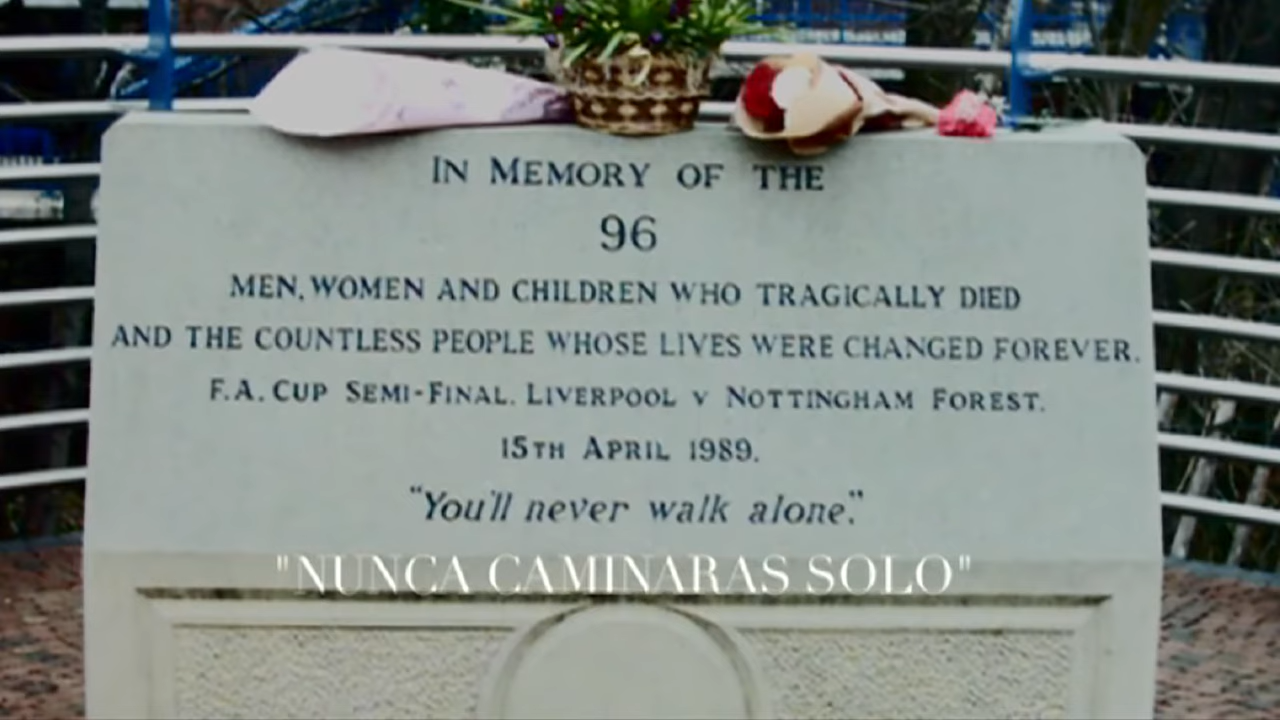 IN MEMORY OF THE
96
MEN, WOMEN AND CHILDREN WHO TRAGICALLY DIED
AND THE COUNTLESS PEOPLE WHOSE LIVES WERE CHANGED FOREVER.
F.A. CUP SEMI-FINAL. LIVERPOOL V NOTTINGHAM FOREST.
15TH APRIL 1989.
"You'll never walk alone."
"NUNCA CAMINARAS SOLO"